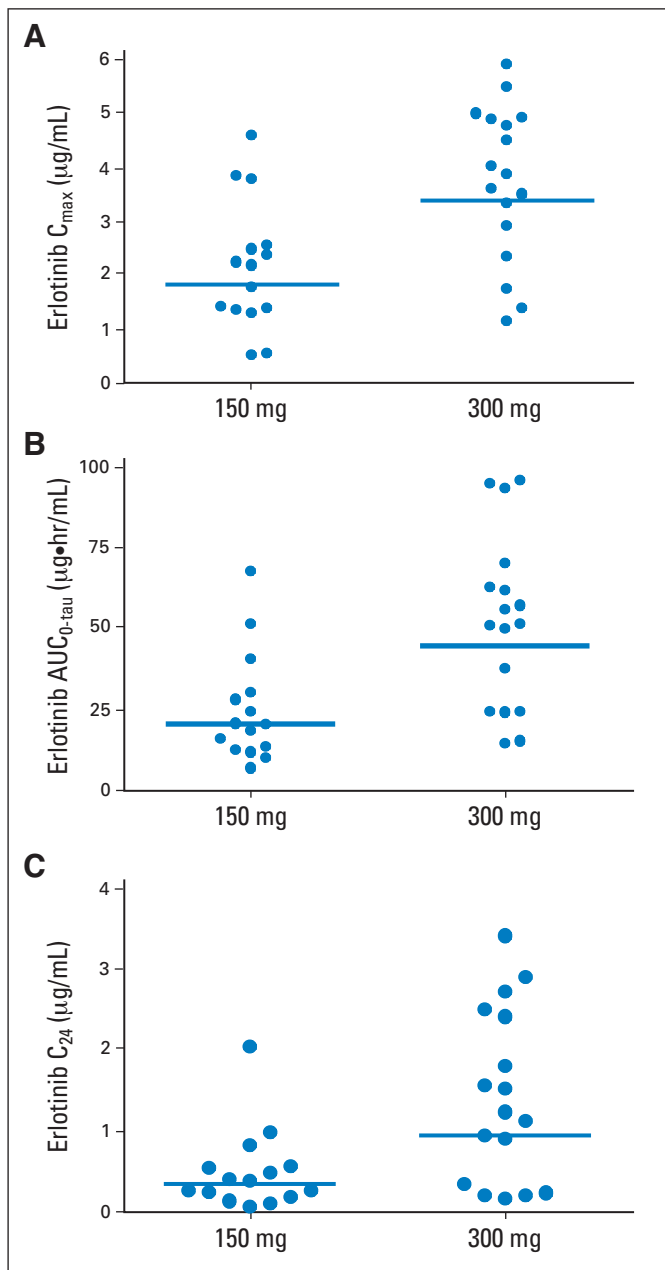 A
Erlotinib Cmax (µg/mL)
6
5
4
3
2
1
0
150 mg
300 mg
B
Erlotinib AUC0-tau (µg•hr/mL)
100
75
50
25
0
150 mg
300 mg
C
Erlotinib C24 (µg/mL)
4
3
2
1
0
150 mg
300 mg